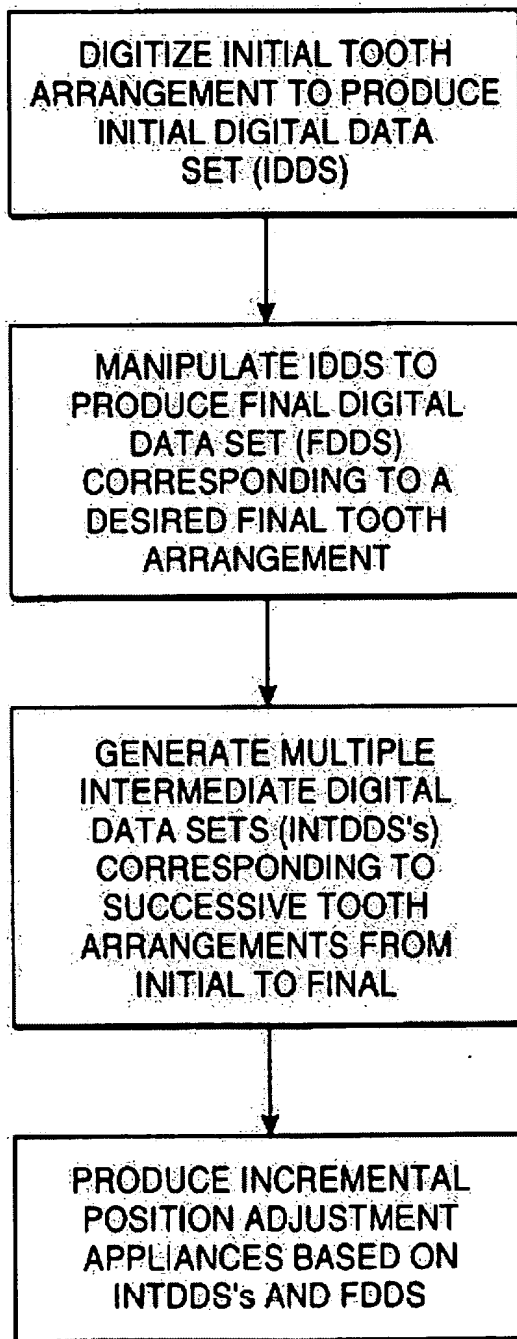 DIGITIZE INITIAL TOOTH
ARRANGEMENT TO PRODUCE
INITIAL DIGITAL DATA
SET (IDDS)
MANIPULATE IDDS TO
PRODUCE FINAL DIGITAL
DATA SET (FDDS)
CORRESPONDING TO A
DESIRED FINAL TOOTH
ARRANGEMENT
GENERATE MULTIPLE
INTERMEDIATE DIGITAL
DATA SETS (INTDDS's)
CORRESPONDING TO
SUCCESSIVE TOOTH
ARRANGEMENTS FROM
INITIAL TO FINAL
PRODUCE INCREMENTAL
POSITION ADJUSTMENT
APPLIANCES BASED ON
INTDDS's AND FDDS